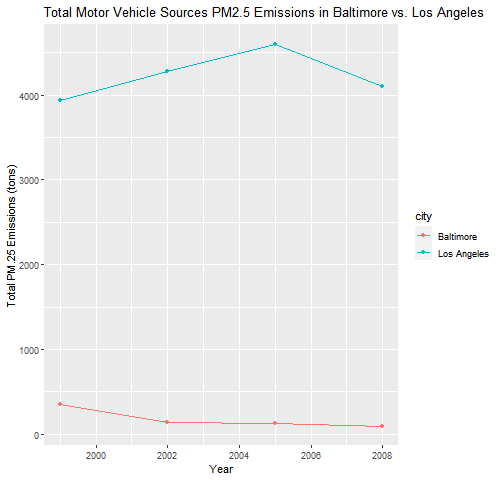 Total Motor Vehicle Sources PM2.5 Emissions in Baltimore vs. Los Angeles
Total PM.25 Emissions (tons)
4000
3000
2000
1000
0
2000
2002
2004
2006
2008
Year
city
Baltimore
Los Angeles